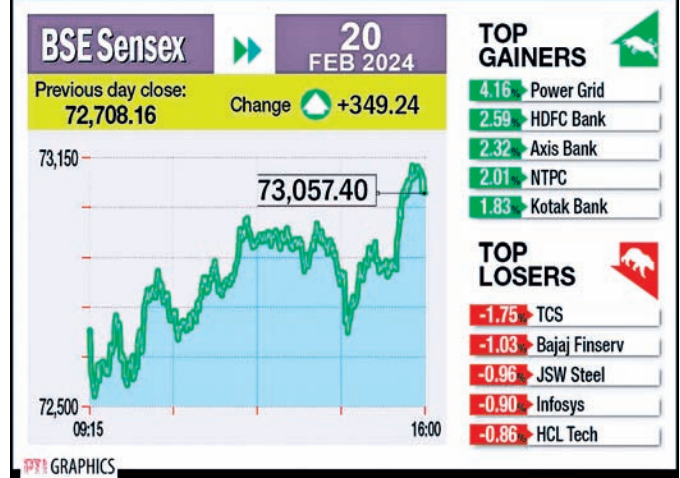 BSE Sensex
20
FEB 2024
Previous day close:
72,708.16
Change +349.24
73,150
73,057.40
72,500
09:15
16:00
TOP
GAINERS
4.16% Power Grid
2.59% HDFC Bank
2.32% Axis Bank
2.01% NTPC
1.83% Kotak Bank
TOP
LOSERS
-1.75% TCS
-1.03% Bajaj Finserv
-0.96% JSW Steel
-0.90% Infosys
-0.86% HCL Tech
PTI GRAPHICS